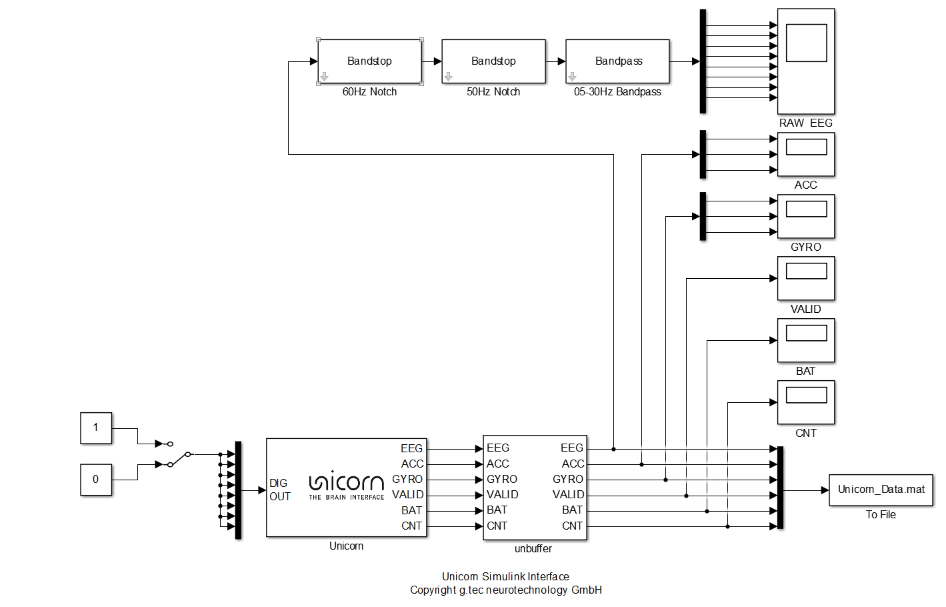 Bandstop
Bandstop
Bandpass
60Hz Notch
50Hz Notch
05-30Hz Bandpass
RAW EEG
ACC
GYRO
VALID
BAT
CNT
1
0
DIG
OUT
unicorn
THE BRAIN INTERFACE
EEG
ACC
GYRO
VALID
BAT
CNT
Unicorn
EEG
ACC
GYRO
VALID
BAT
CNT
EEG
ACC
GYRO
VALID
BAT
CNT
unbuffer
Unicorn_Data.mat
To File
Unicorn Simulink Interface
Copyright g.tec neurotechnology GmbH